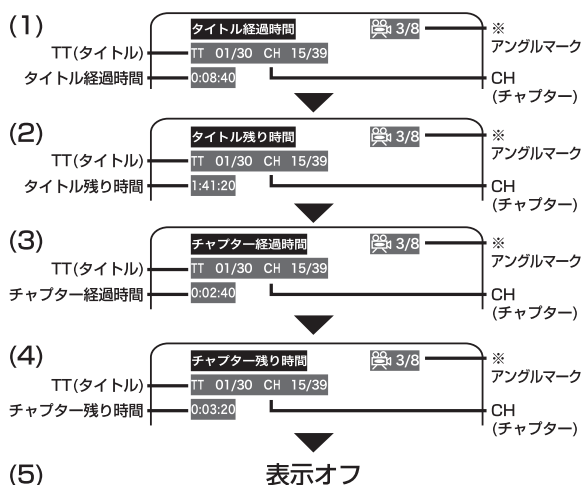 (1)
タイトル経過時間 3/8 ※
アングルマーク
TT(タイトル) TT 01/30 CH 15/39
タイトル経過時間 0:08:40 CH
(チャプター)
(2)
タイトル残り時間 3/8 ※
アングルマーク
TT(タイトル) TT 01/30 CH 15/39
タイトル残り時間 1:41:20 CH
(チャプター)
(3)
チャプター経過時間 3/8 ※
アングルマーク
TT(タイトル) TT 01/30 CH 15/39
チャプター経過時間 0:02:40 CH
(チャプター)
(4)
チャプター残り時間 3/8 ※
アングルマーク
TT(タイトル) TT 01/30 CH 15/39
チャプター残り時間 0:03:20 CH
(チャプター)
(5) 表示オフ